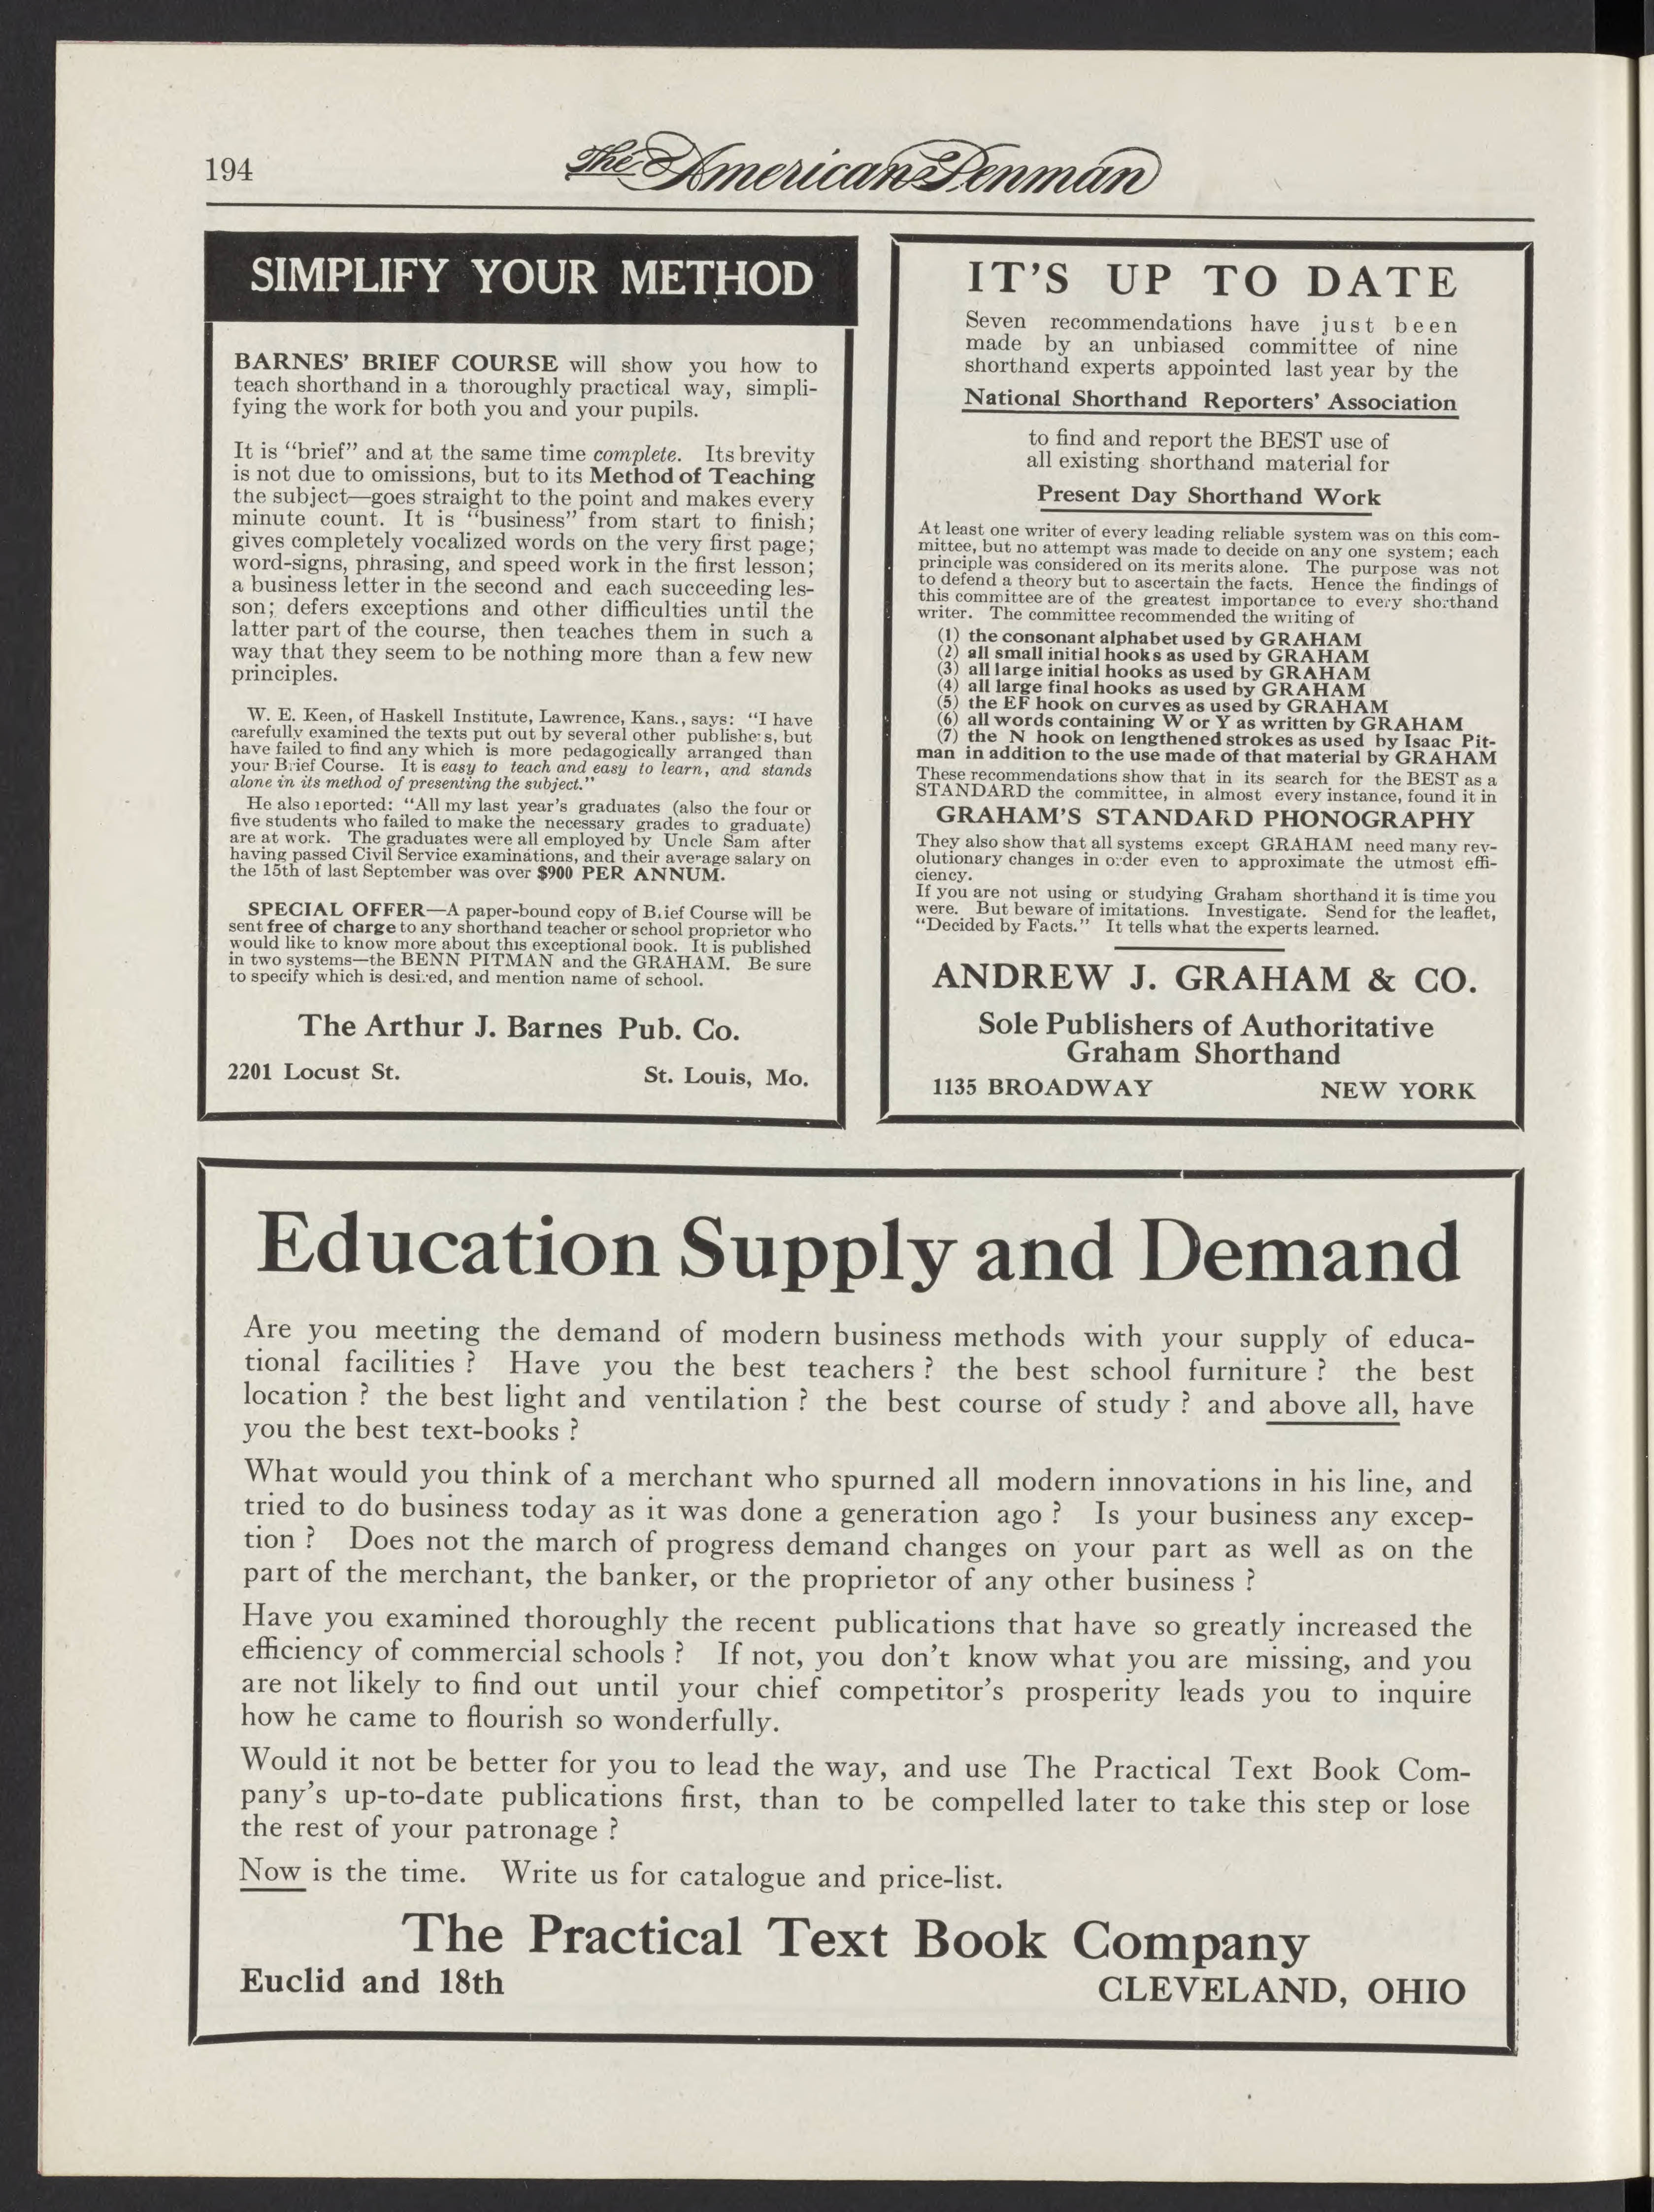 194
The American Penman
SIMPLIFY YOUR METHOD
BARNES' BRIEF COURSE will show you how to
teach shorthand in a thoroughly practical way, simpli-
fying the work for both you and your pupils.
It is "brief" and at the same time complete. Its brevity
is not due to omissions, but to its Method of Teaching
the subject—goes straight to the point and makes every
minute count. It is "business" from start to finish;
gives completely vocalized words on the very first page;
word-signs, phrasing, and speed work in the first lesson;
a business letter in the second and each succeeding les-
son; defers exceptions and other difficulties until the
latter part of the course, then teaches them in such a
way that they seem to be nothing more than a few new
principles.
W. E. Keen, of Haskell Institute, Lawrence, Kans., says: "I have
carefully examined the texts put out by several other publishers, but
have failed to find any which is more pedagogically arranged than
your Brief Course. It is easy to teach and easy to learn, and stands
alone in its method of presenting the subject."
He also reported: "All my last year's graduates (also the four or
five students who failed to make the necessary grades to graduate)
are at work. The graduates were all employed by Uncle Sam after
having passed Civil Service examinations, and their average salary on
the 15th of last September was over $900 PER ANNUM.
SPECIAL OFFER—A paper-bound copy of Brief Course will be
sent free of charge to any shorthand teacher or school proprietor who
would like to know more about this exceptional book. It is published
in two systems—the BENN PITMAN and the GRAHAM. Be sure
to specify which is desired, and mention name of school.
The Arthur J. Barnes Pub. Co.
2201 Locust St. St. Louis, Mo.
IT'S UP TO DATE
Seven recommendations have just been
made by an unbiased committee of nine
shorthand experts appointed last year by the
National Shorthand Reporters' Association
to find and report the BEST use of
all existing shorthand material for
Present Day Shorthand Work
At least one writer of every leading reliable system was on this com-
mittee, but no attempt was made to decide on any one system; each
principle was considered on its merits alone. The purpose was not
to defend a theory but to ascertain the facts. Hence the findings of
this committee are of the greatest importance to every shorthand
writer. The committee recommended the writing of
(1) the consonant alphabet used by GRAHAM
(2) all small initial hooks as used by GRAHAM
(3) all large initial hooks as used by GRAHAM
(4) all large final hooks as used by GRAHAM
(5) the EF hook on curves as used by GRAHAM
(6) all words containing W or Y as written by GRAHAM
(7) the N hook on lengthened strokes as used by Isaac Pit-
man in addition to the use made of that material by GRAHAM
These recommendations show that in its search for the BEST as a
STANDARD the committee, in almost every instance, found it in
GRAHAM'S STANDARD PHONOGRAPHY
They also show that all systems except GRAHAM need many rev-
olutionary changes in order even to approximate the utmost effi-
ciency.
If you are not using or studying Graham shorthand it is time you
were. But beware of imitations. Investigate. Send for the leaflet,
"Decided by Facts." It tells what the experts learned.
ANDREW J. GRAHAM & CO.
Sole Publishers of Authoritative
Graham Shorthand
1135 BROADWAY NEW YORK
Education Supply and Demand
Are you meeting the demand of modern business methods with your supply of educa-
tional facilities ? Have you the best teachers ? the best school furniture ? the best
location ? the best light and ventilation ? the best course of study ? and above all, have
you the best text-books ?
What would you think of a merchant who spurned all modern innovations in his line, and
tried to do business today as it was done a generation ago ? Is your business any excep-
tion ? Does not the march of progress demand changes on your part as well as on the
part of the merchant, the banker, or the proprietor of any other business ?
Have you examined thoroughly the recent publications that have so greatly increased the
efficiency of commercial schools ? If not, you don't know what you are missing, and you
are not likely to find out until your chief competitor's prosperity leads you to inquire
how he came to flourish so wonderfully.
Would it not be better for you to lead the way, and use The Practical Text Book Com-
pany's up-to-date publications first, than to be compelled later to take this step or lose
the rest of your patronage ?
Now is the time. Write us for catalogue and price-list.
The Practical Text Book Company
Euclid and 18th CLEVELAND, OHIO